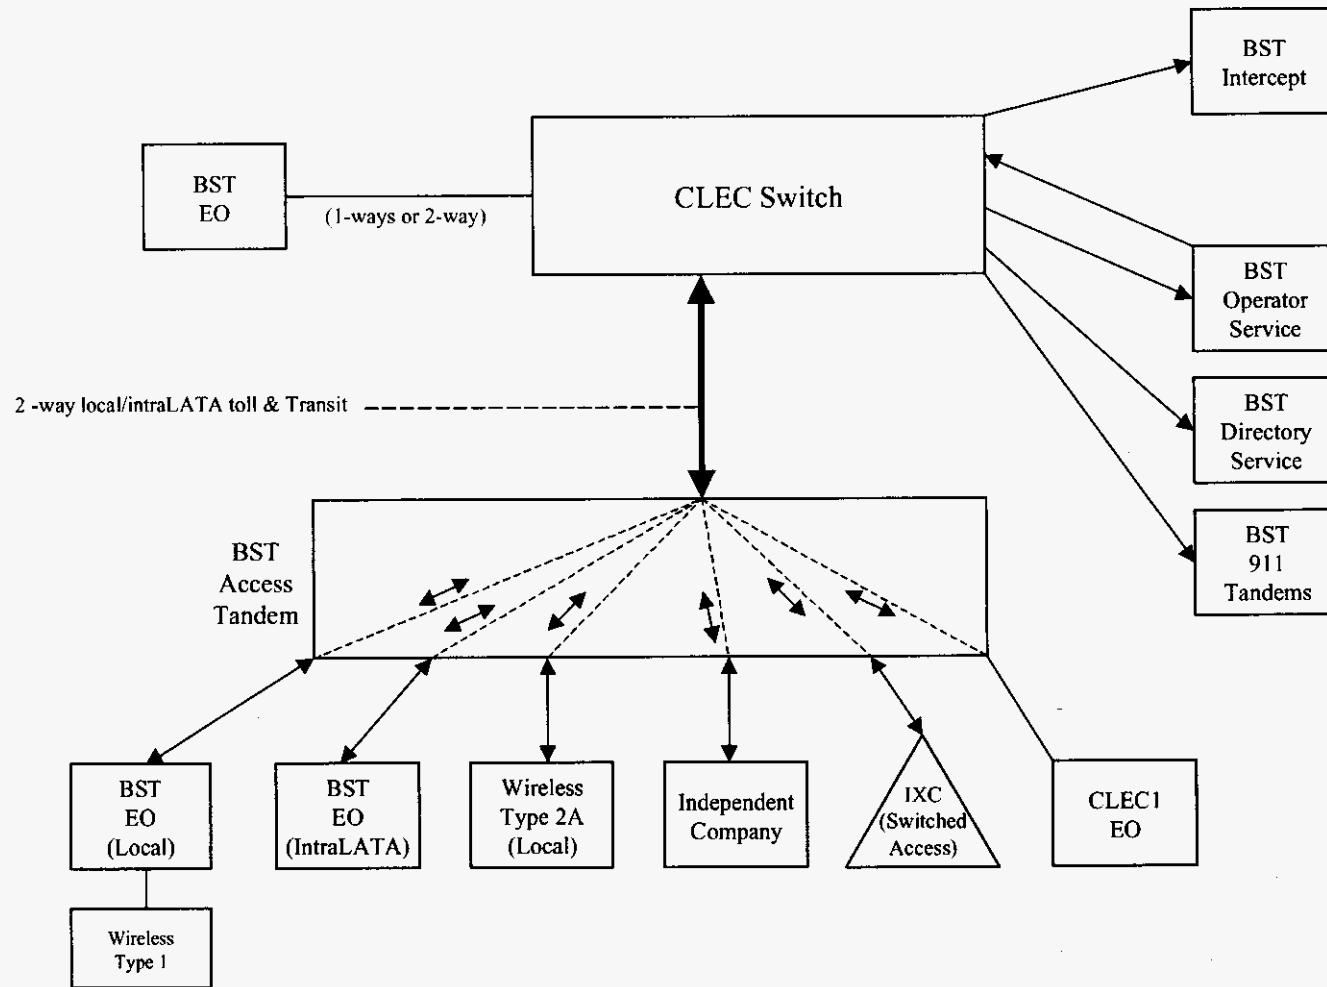 BST
Intercept
BST
EO
(1-ways or 2-way)
CLEC Switch
BST
Operator
Service
2 -way local/intraLATA toll & Transit
BST
Directory
Service
BST
Access
Tandem
BST
911
Tandems
BST
EO
(Local)
BST
EO
(IntraLATA)
Wireless
Type 2A
(Local)
Independent
Company
IXC
(Switched
Access)
CLEC1
EO
Wireless
Type 1